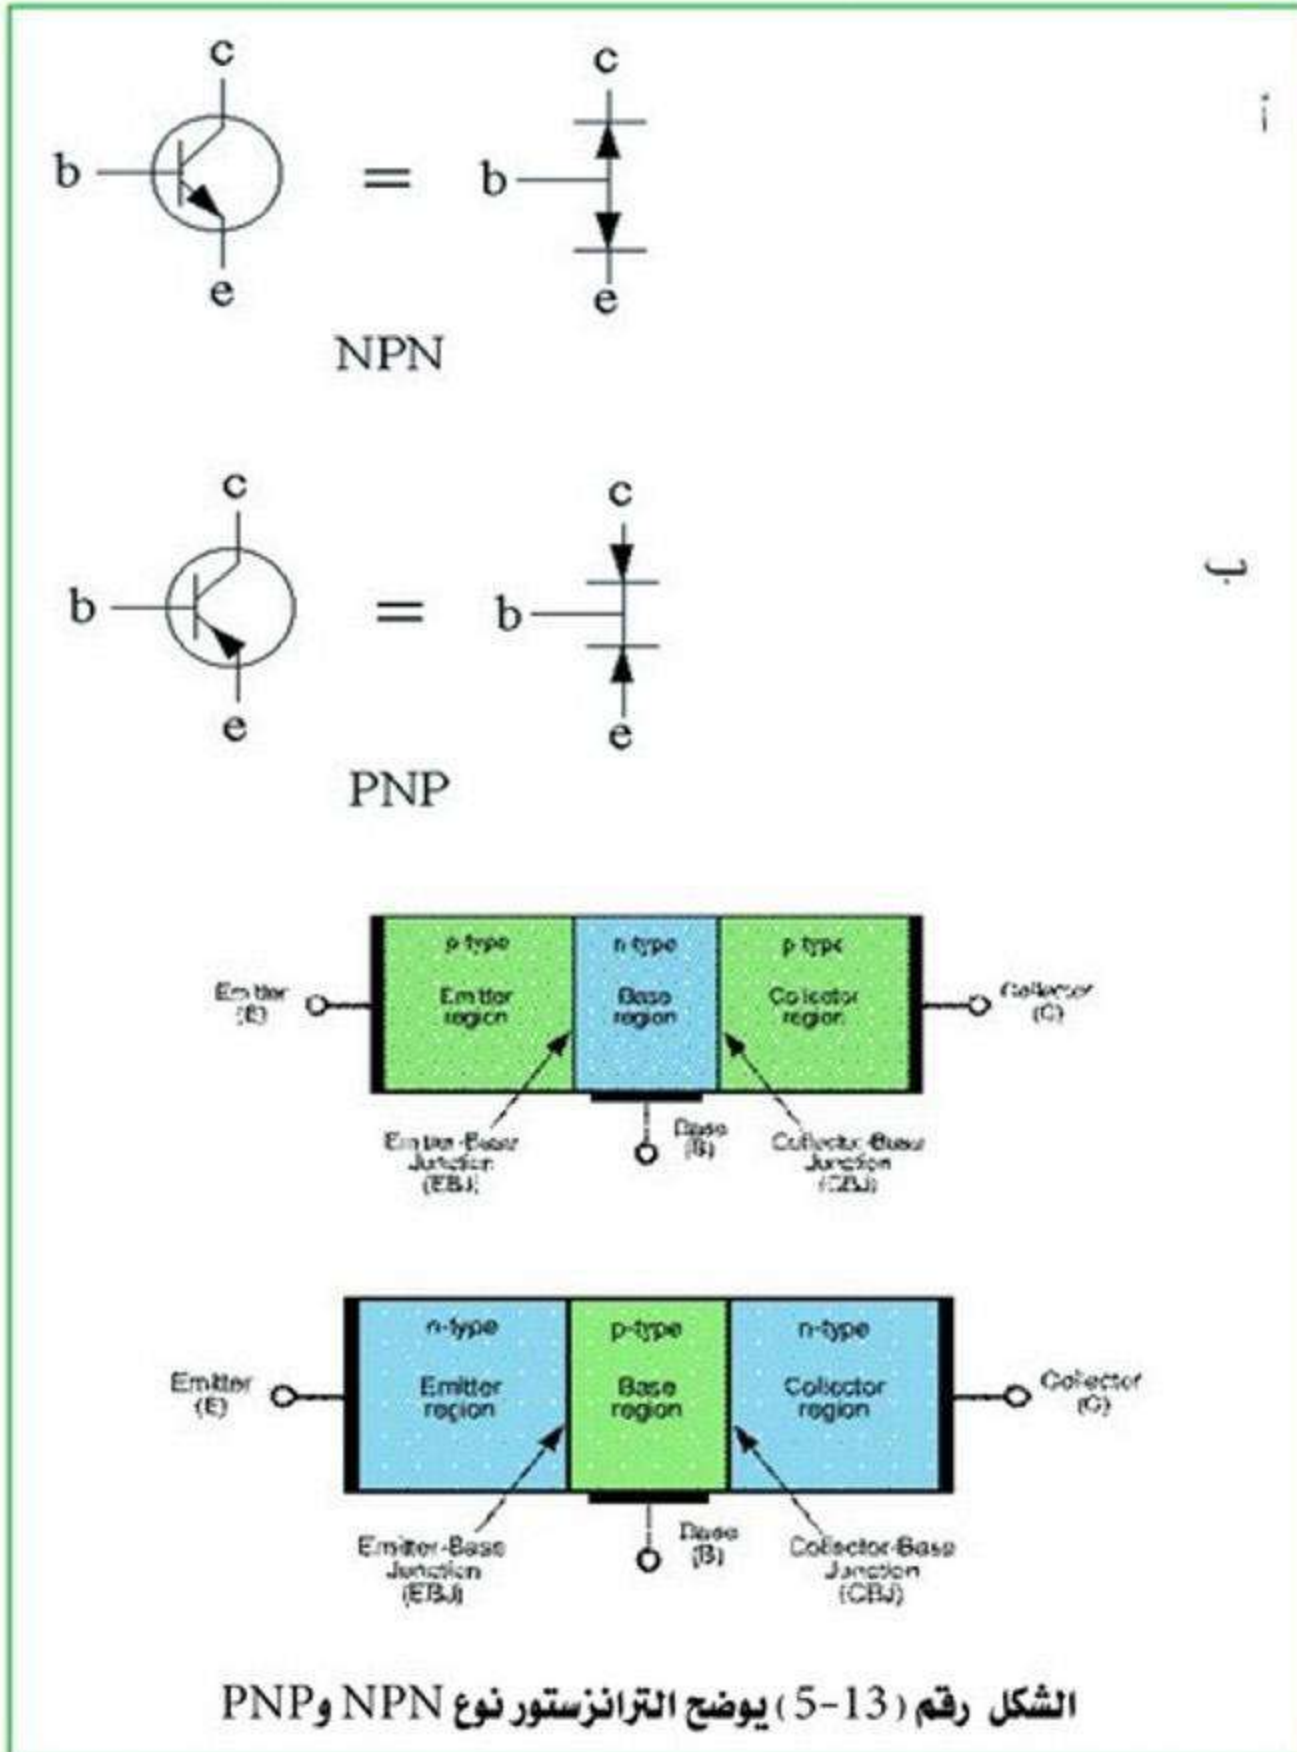 c
c
b
=
b
e
e
NPN
أ
c
c
b
=
b
e
e
PNP
ب
p-type
n-type
p-type
Emitter
(E)
Emitter
region
Base
region
Collector
region
Collector
(C)
Emitter-Base
Junction
(EBJ)
Base
(B)
Collector-Base
Junction
(CBJ)
n-type
p-type
n-type
Emitter
(E)
Emitter
region
Base
region
Collector
region
Collector
(C)
Emitter-Base
Junction
(EBJ)
Base
(B)
Collector-Base
Junction
(CBJ)
الشكل رقم (13-5) يوضح الترانزستور نوع NPN وPNP